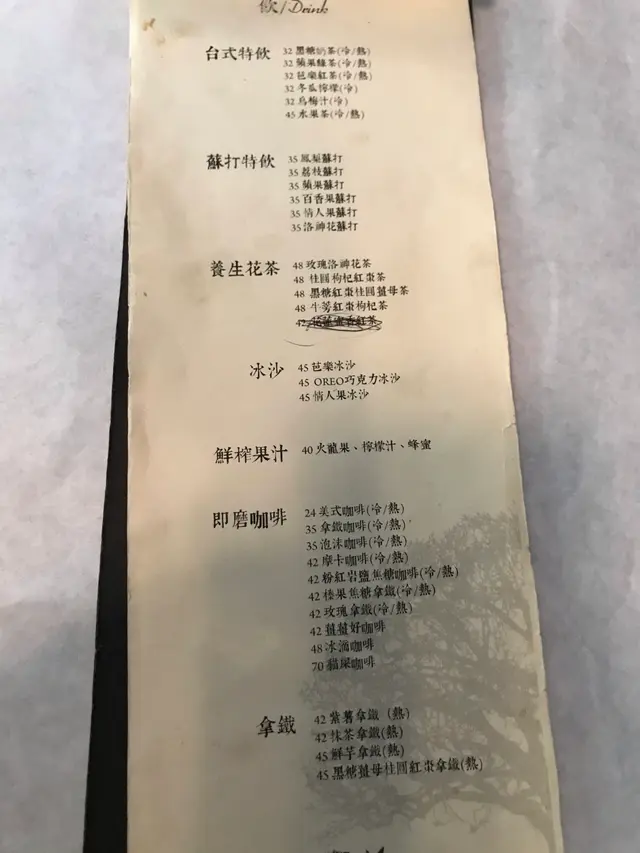 飲/Drink
台式特飲
32 黑糖奶茶(冷/熱)
32 蘋果綠茶(冷/熱)
32 芭樂紅茶(冷/熱)
32 冬瓜檸檬(冷)
32 烏梅汁(冷)
45 水果茶(冷/熱)
蘇打特飲
35 鳳梨蘇打
35 荔枝蘇打
35 蘋果蘇打
35 百香果蘇打
35 情人果蘇打
35 洛神花蘇打
養生花茶
48 玫瑰洛神花茶
48 桂圓枸杞紅棗茶
48 黑糖紅棗桂圓薑母茶
48 牛蒡紅棗枸杞茶
42
冰沙
45 芭樂冰沙
45 OREO巧克力冰沙
45 情人果冰沙
鮮榨果汁
40 火龍果、檸檬汁、蜂蜜
即磨咖啡
24 美式咖啡(冷/熱)
35 拿鐵咖啡(冷/熱)
35 泡沫咖啡(冷/熱)
42 摩卡咖啡(冷/熱)
42 粉紅岩鹽焦糖咖啡(冷/熱)
42 榛果焦糖拿鐵(冷/熱)
42 玫瑰拿鐵(冷/熱)
42 薑薑好咖啡
48 冰滴咖啡
70 貓屎咖啡
拿鐵
42 紫薯拿鐵 (熱)
42 抹茶拿鐵(熱)
45 鮮芋拿鐵(熱)
45 黑糖薑母桂圓紅棗拿鐵(熱)